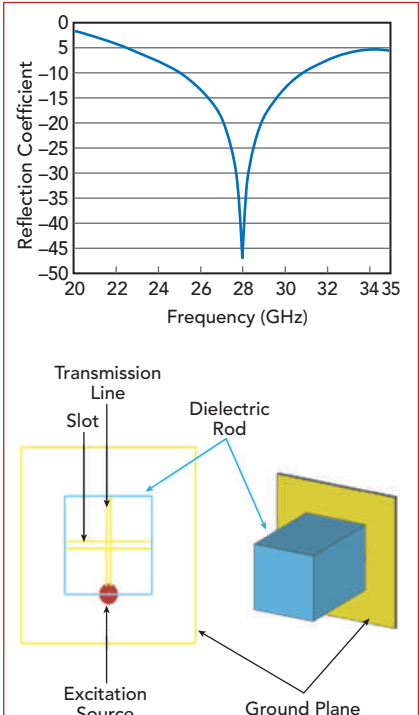 0
5
–10
–15
–20
–25
–30
–35
–40
–45
–50
Reflection Coefficient
20 22 24 26 28 30 32 34 35
Frequency (GHz)
Transmission
Line
Slot
Dielectric
Rod
Excitation
Source
Ground Plane